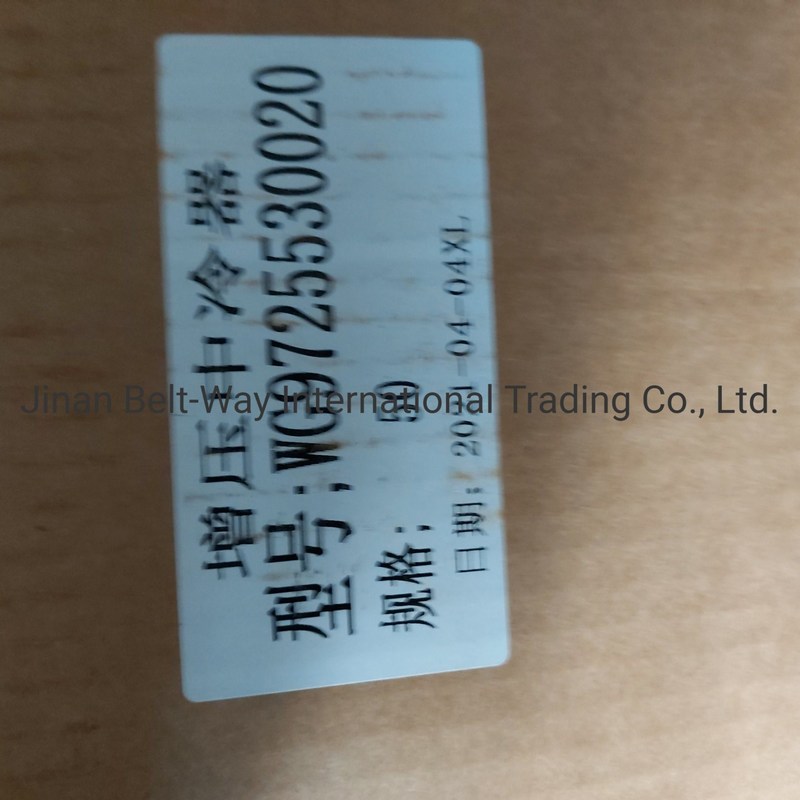 增压中冷器
型号:WG9725530020
规格: 50
日期: 2021-04-04XL
Jinan Belt-Way International Trading Co., Ltd.